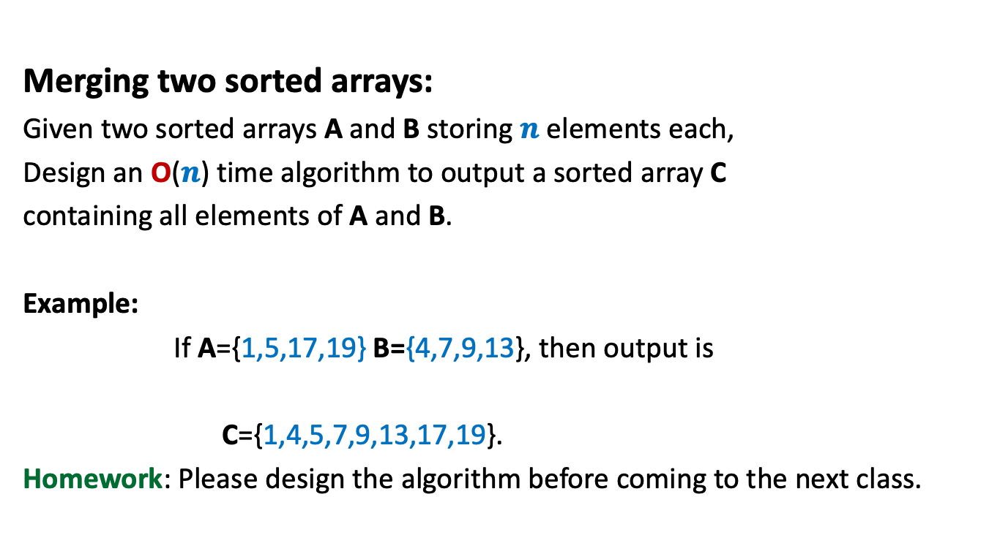 Merging two sorted arrays:
Given two sorted arrays A and B storing n elements each,
Design an O(n) time algorithm to output a sorted array C
containing all elements of A and B.
Example:
If A={1,5,17,19} B={4,7,9,13}, then output is
C={1,4,5,7,9,13,17,19}.
Homework: Please design the algorithm before coming to the next class.